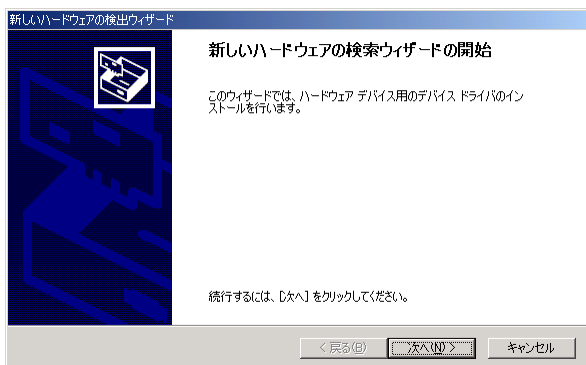 新しいハードウェアの検出ウィザード
新しいハードウェアの検索ウィザードの開始
このウィザードでは、ハードウェア デバイス用のデバイス ドライバのイン
ストールを行います。
続行するには、[次へ] をクリックしてください。
< 戻る(B) 次へ(N) > キャンセル